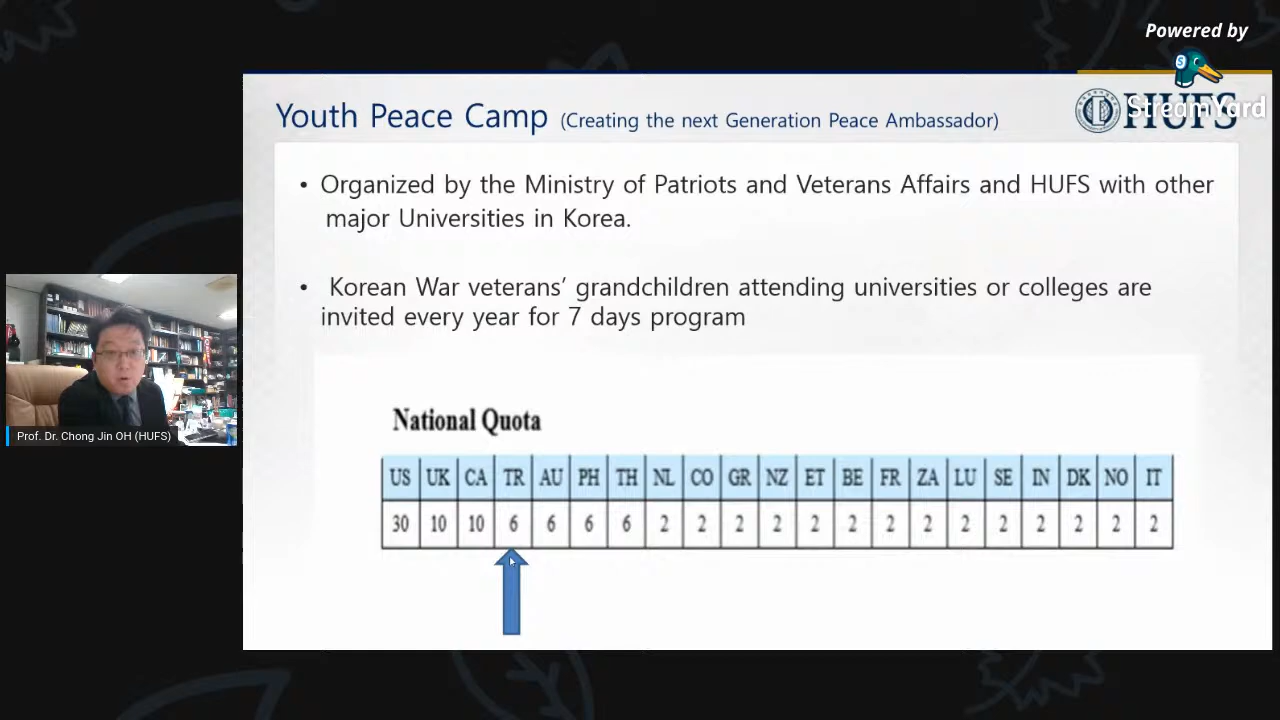 Powered by
StreamYard
HUFS
Youth Peace Camp (Creating the next Generation Peace Ambassador)
• Organized by the Ministry of Patriots and Veterans Affairs and HUFS with other
major Universities in Korea.
• Korean War veterans’ grandchildren attending universities or colleges are
invited every year for 7 days program
National Quota
US UK CA TR AU PH TH NL CO GR NZ ET BE FR ZA LU SE IN DK NO IT
30 10 10 6 6 6 6 2 2 2 2 2 2 2 2 2 2 2 2 2 2
Prof. Dr. Chong Jin OH (HUFS)